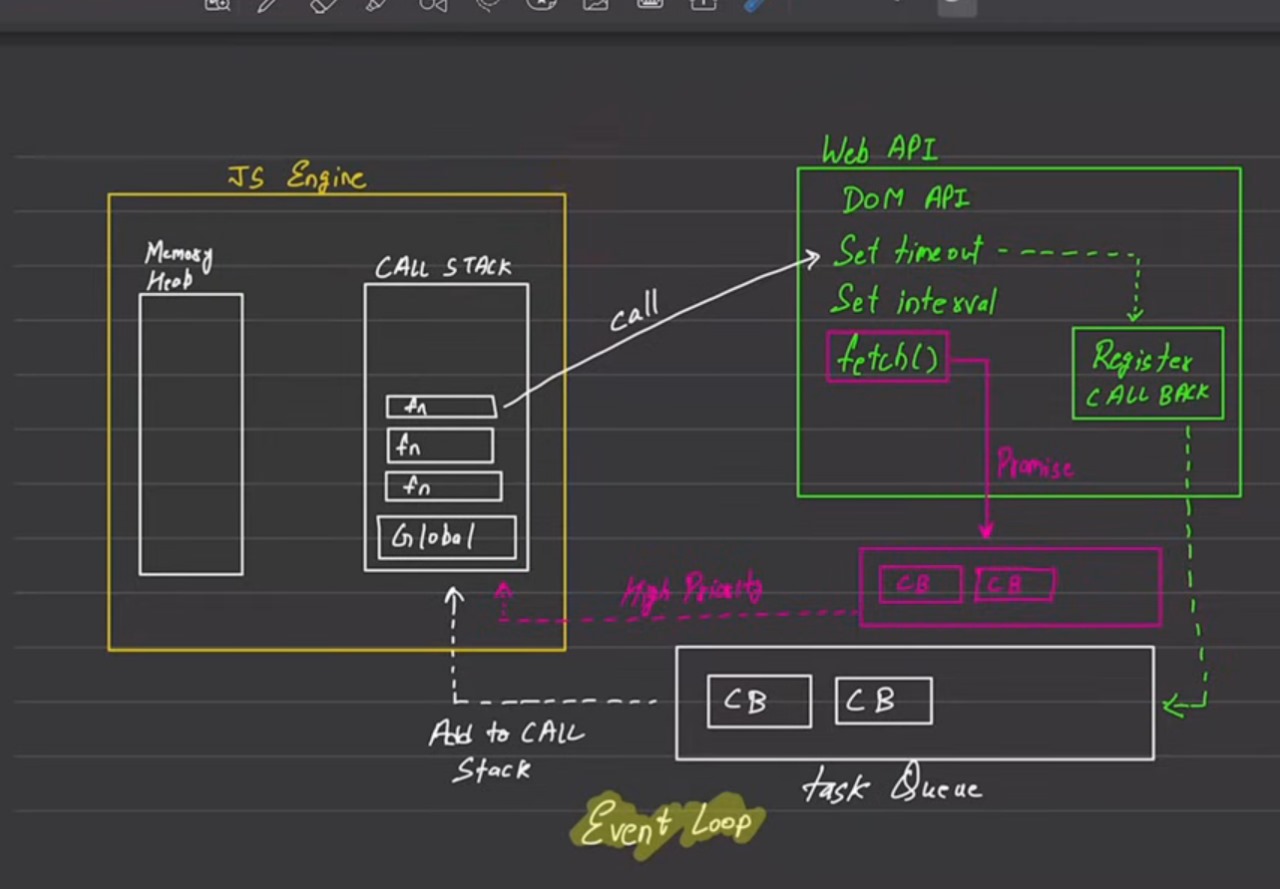 JS Engine
Memory
Heap
CALL STACK
fn
fn
fn
Global
call
Web API
DOM API
Set timeout
Set interval
fetch()
Register
CALL BACK
Promise
CB
CB
High Priority
CB
CB
Add to CALL
Stack
task Queue
Event Loop